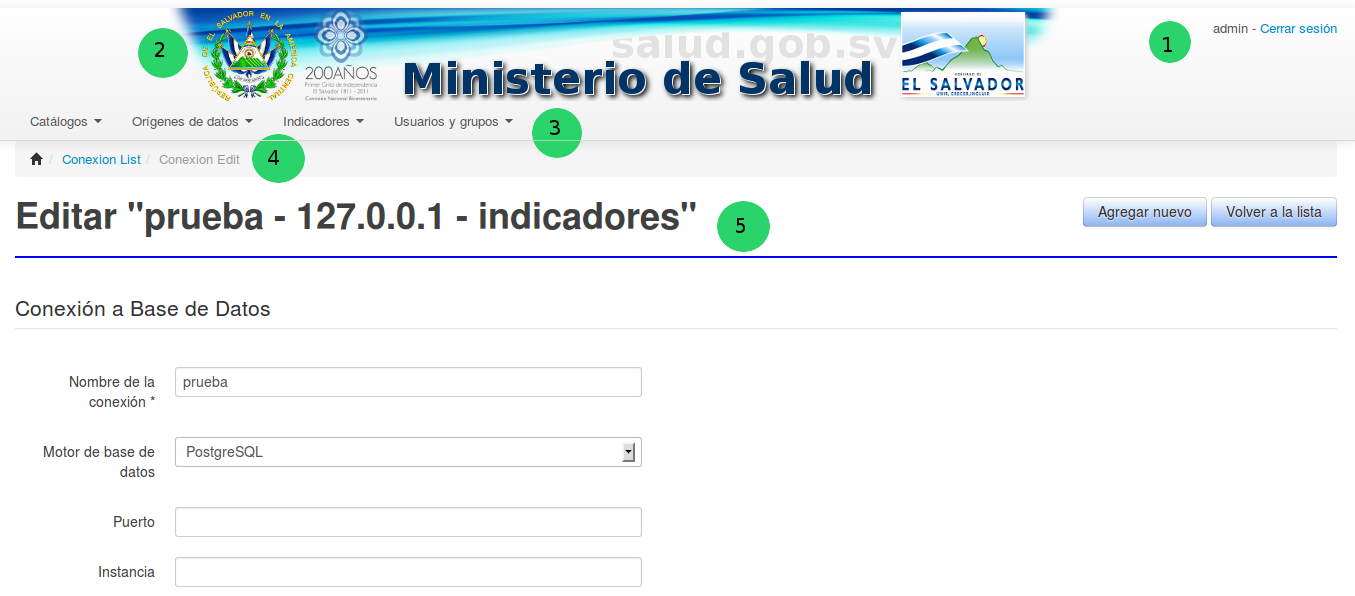 REPÚBLICA DE EL SALVADOR EN LA AMÉRICA CENTRAL
2
1
admin - Cerrar sesión
salud.gob.sv
200AÑOS
Primer Grito de Independencia
El Salvador 1811 - 2011
Comisión Nacional Bicentenario
Ministerio de Salud
GOBIERNO DE
EL SALVADOR
UNIR, CRECER, INCLUIR
Catálogos Orígenes de datos Indicadores Usuarios y grupos 3
/ Conexion List / Conexion Edit 4
Editar "prueba - 127.0.0.1 - indicadores" 5
Agregar nuevo Volver a la lista
Conexión a Base de Datos
Nombre de la
conexión *
prueba
Motor de base de
datos
PostgreSQL
Puerto
Instancia